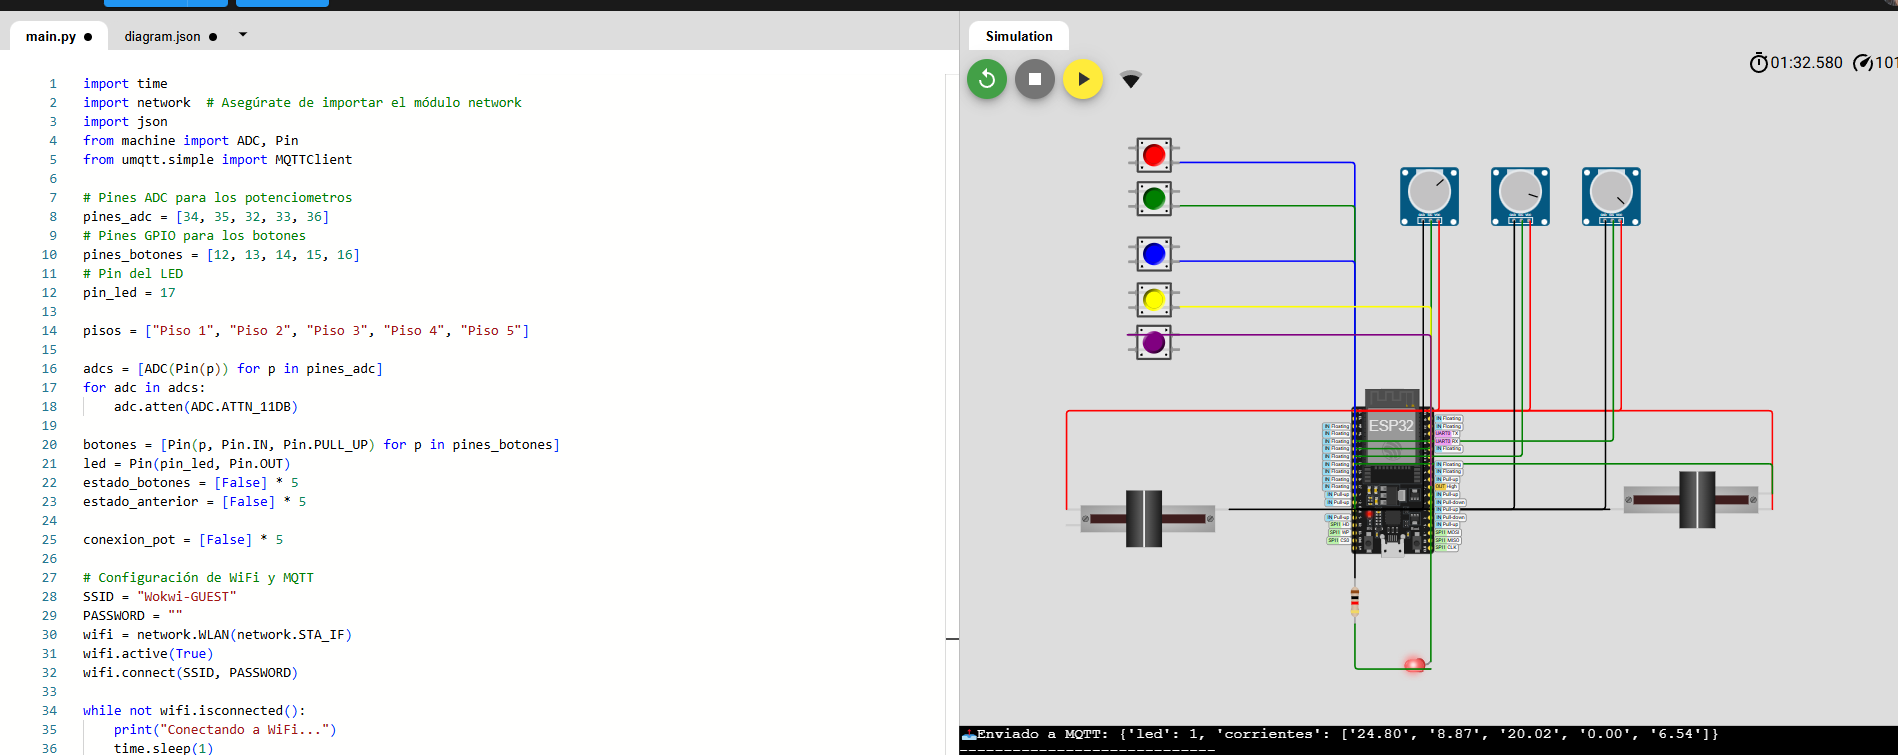 main.py
diagram.json
1 import time
2 import network  # Asegúrate de importar el módulo network
3 import json
4 from machine import ADC, Pin
5 from umqtt.simple import MQTTClient
6
7 # Pines ADC para los potenciometros
8 pines_adc = [34, 35, 32, 33, 36]
9 # Pines GPIO para los botones
10 pines_botones = [12, 13, 14, 15, 16]
11 # Pin del LED
12 pin_led = 17
13
14 pisos = ["Piso 1", "Piso 2", "Piso 3", "Piso 4", "Piso 5"]
15
16 adcs = [ADC(Pin(p)) for p in pines_adc]
17 for adc in adcs:
18     adc.atten(ADC.ATTN_11DB)
19
20 botones = [Pin(p, Pin.IN, Pin.PULL_UP) for p in pines_botones]
21 led = Pin(pin_led, Pin.OUT)
22 estado_botones = [False] * 5
23 estado_anterior = [False] * 5
24
25 conexion_pot = [False] * 5
26
27 # Configuración de WiFi y MQTT
28 SSID = "Wokwi-GUEST"
29 PASSWORD = ""
30 wifi = network.WLAN(network.STA_IF)
31 wifi.active(True)
32 wifi.connect(SSID, PASSWORD)
33
34 while not wifi.isconnected():
35     print("Conectando a WiFi...")
36     time.sleep(1)
Simulation
01:32.580
101
ESP32
Enviado a MQTT: {'led': 1, 'corrientes': ['24.80', '8.87', '20.02', '0.00', '6.54']}
-----------------------------